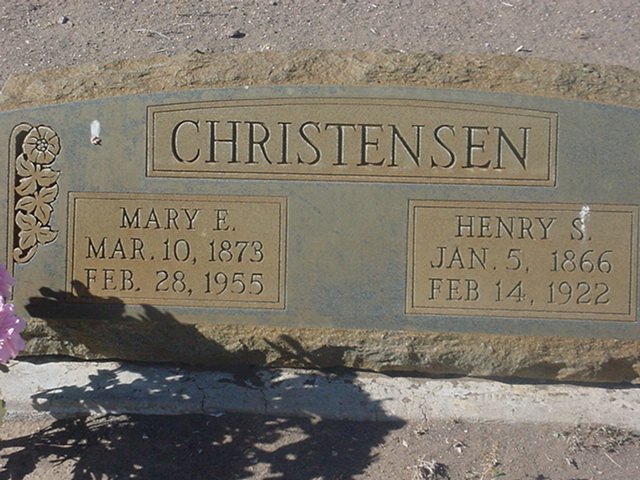 CHRISTENSEN
MARY E.
MAR. 10, 1873
FEB. 28, 1955
HENRY S.
JAN. 5, 1866
FEB 14, 1922